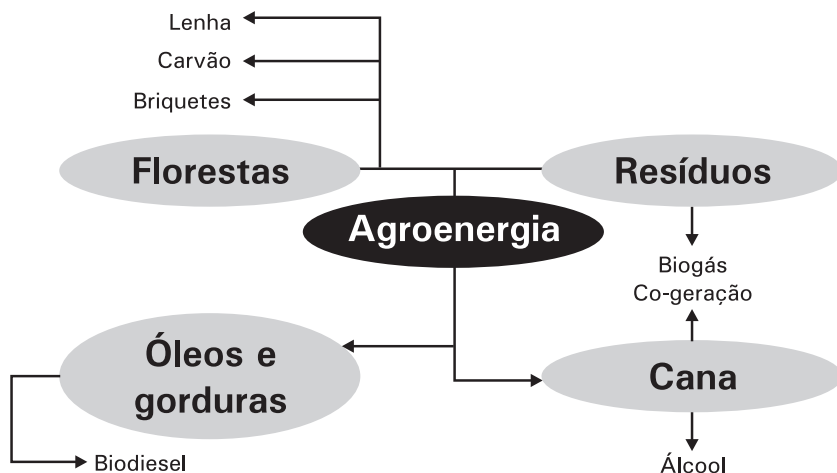 Lenha
Carvão
Briquetes
Florestas
Resíduos
Agroenergia
Biogás
Co-geração
Óleos e
gorduras
Cana
Biodiesel
Álcool